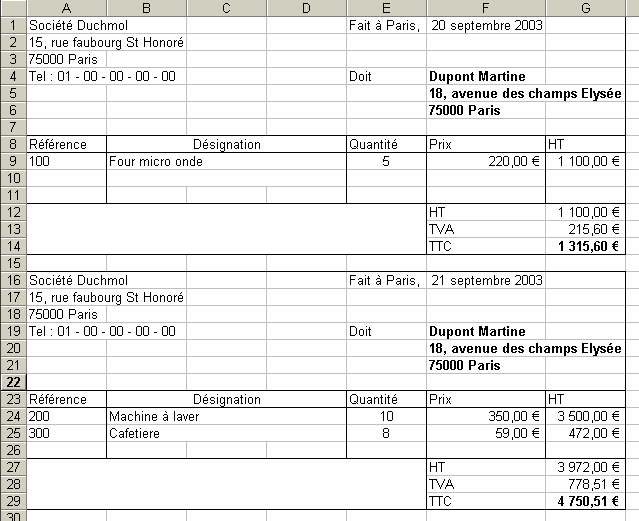 A B C D E F G
1 Société Duchmol Fait à Paris, 20 septembre 2003
2 15, rue faubourg St Honoré
3 75000 Paris
4 Tel : 01 - 00 - 00 - 00 - 00 Doit Dupont Martine
5 18, avenue des champs Elysée
6 75000 Paris
7
8 Référence Désignation Quantité Prix HT
9 100 Four micro onde 5 220,00 € 1 100,00 €
10
11
12 HT 1 100,00 €
13 TVA 215,60 €
14 TTC 1 315,60 €
15
16 Société Duchmol Fait à Paris, 21 septembre 2003
17 15, rue faubourg St Honoré
18 75000 Paris
19 Tel : 01 - 00 - 00 - 00 - 00 Doit Dupont Martine
20 18, avenue des champs Elysée
21 75000 Paris
22
23 Référence Désignation Quantité Prix HT
24 200 Machine à laver 10 350,00 € 3 500,00 €
25 300 Cafetiere 8 59,00 € 472,00 €
26
27 HT 3 972,00 €
28 TVA 778,51 €
29 TTC 4 750,51 €
30